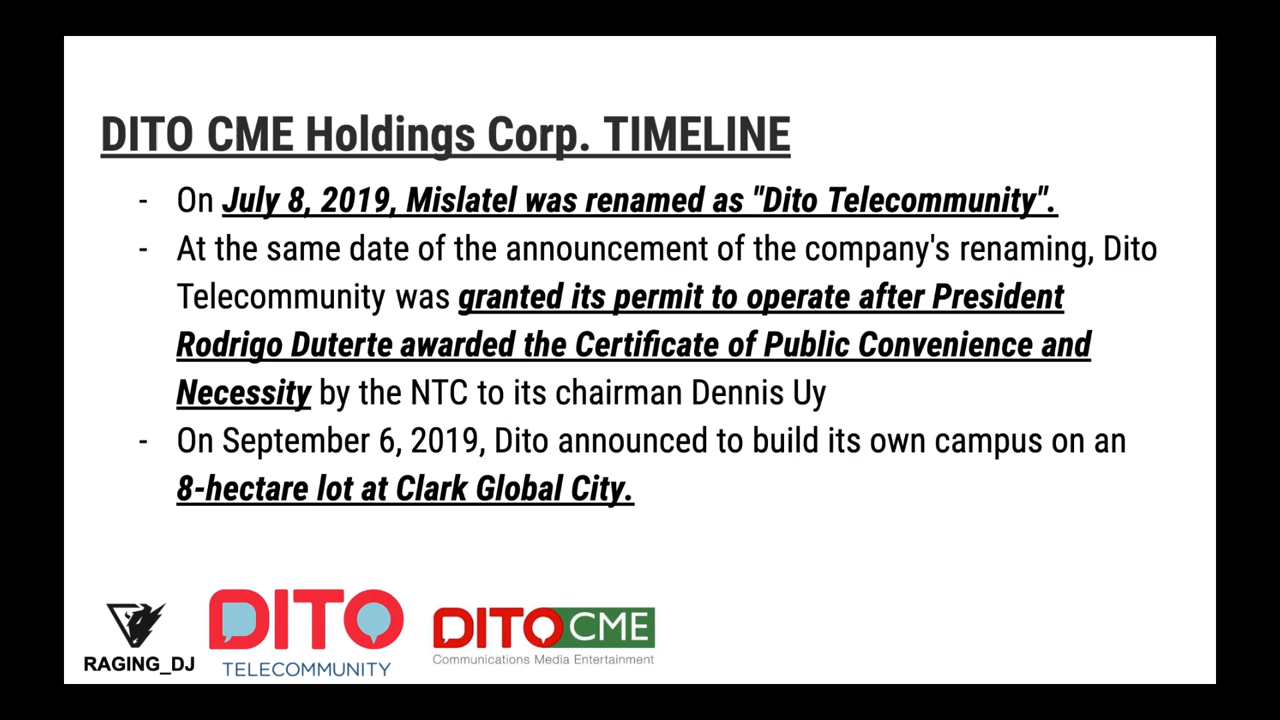 DITO CME Holdings Corp. TIMELINE
- On July 8, 2019, Mislatel was renamed as "Dito Telecommunity".
- At the same date of the announcement of the company's renaming, Dito
Telecommunity was granted its permit to operate after President
Rodrigo Duterte awarded the Certificate of Public Convenience and
Necessity by the NTC to its chairman Dennis Uy
- On September 6, 2019, Dito announced to build its own campus on an
8-hectare lot at Clark Global City.
RAGING_DJ
DITO
TELECOMMUNITY
DITO CME
Communications Media Entertainment